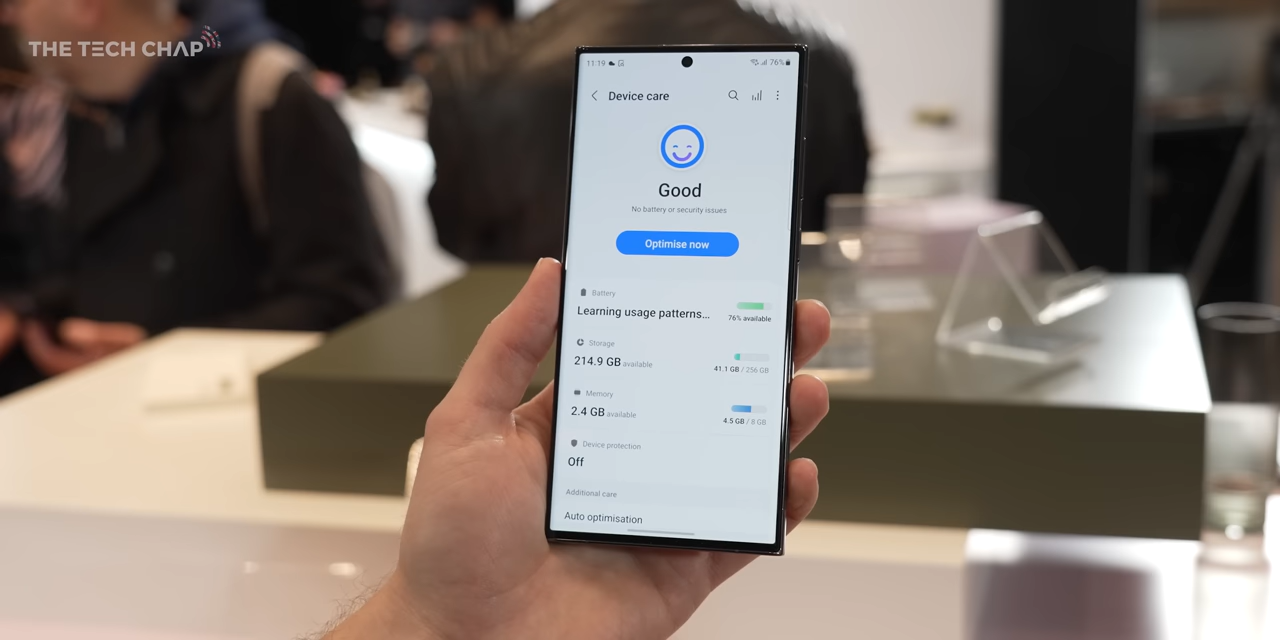 THE TECH CHAP
11:19 76%
Device care
Good
No battery or security issues
Optimise now
Battery
Learning usage patterns...
76% available
Storage
214.9 GB available
41.1 GB / 256 GB
Memory
2.4 GB available
4.5 GB / 8 GB
Device protection
Off
Additional care
Auto optimisation